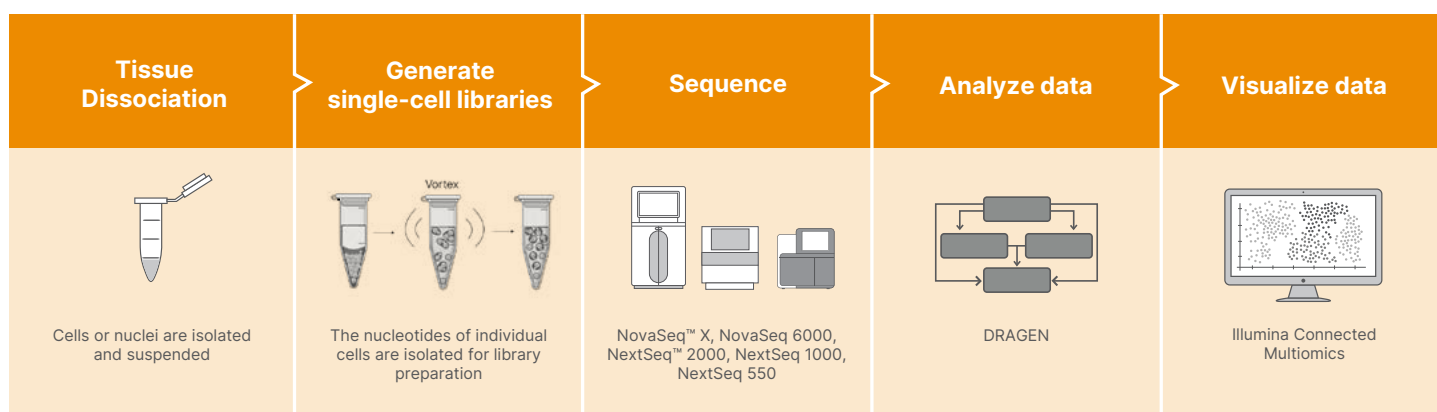 Tissue
Dissociation
Generate
single-cell libraries
Sequence
Analyze data
Visualize data
Vortex
Cells or nuclei are isolated
and suspended
The nucleotides of individual
cells are isolated for library
preparation
NovaSeq™ X, NovaSeq 6000,
NextSeq™ 2000, NextSeq 1000,
NextSeq 550
DRAGEN
Illumina Connected
Multiomics